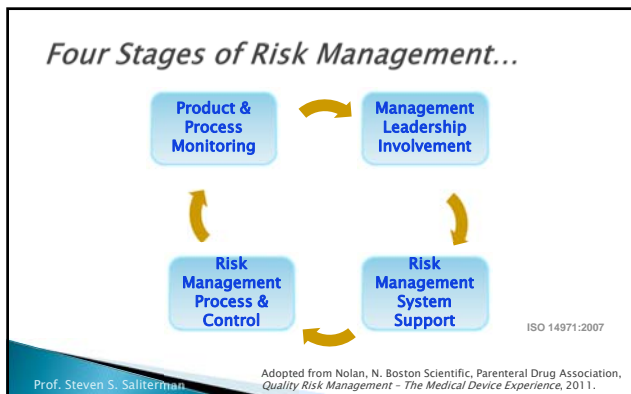 Four Stages of Risk Management...
Product &
Process
Monitoring
Management
Leadership
Involvement
Risk
Management
Process &
Control
Risk
Management
System
Support
ISO 14971:2007
Prof. Steven S. Saliterman
Adopted from Nolan, N. Boston Scientific, Parenteral Drug Association,
Quality Risk Management – The Medical Device Experience, 2011.